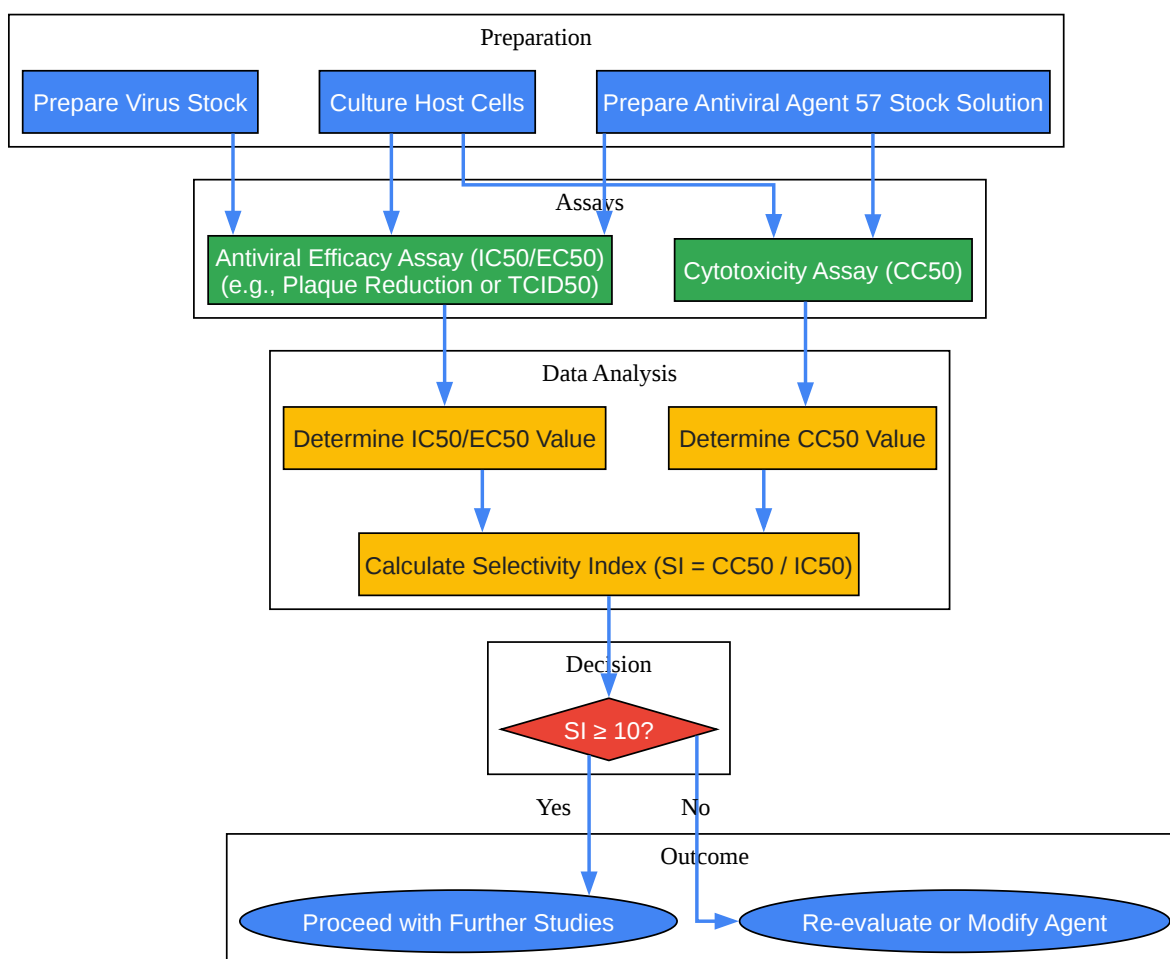 Preparation
Prepare Virus Stock
Culture Host Cells
Prepare Antiviral Agent 57 Stock Solution
Assays
Antiviral Efficacy Assay (IC50/EC50)
(e.g., Plaque Reduction or TCID50)
Cytotoxicity Assay (CC50)
Data Analysis
Determine IC50/EC50 Value
Determine CC50 Value
Calculate Selectivity Index (SI = CC50 / IC50)
Decision
SI ≥ 10?
Yes
No
Outcome
Proceed with Further Studies
Re-evaluate or Modify Agent